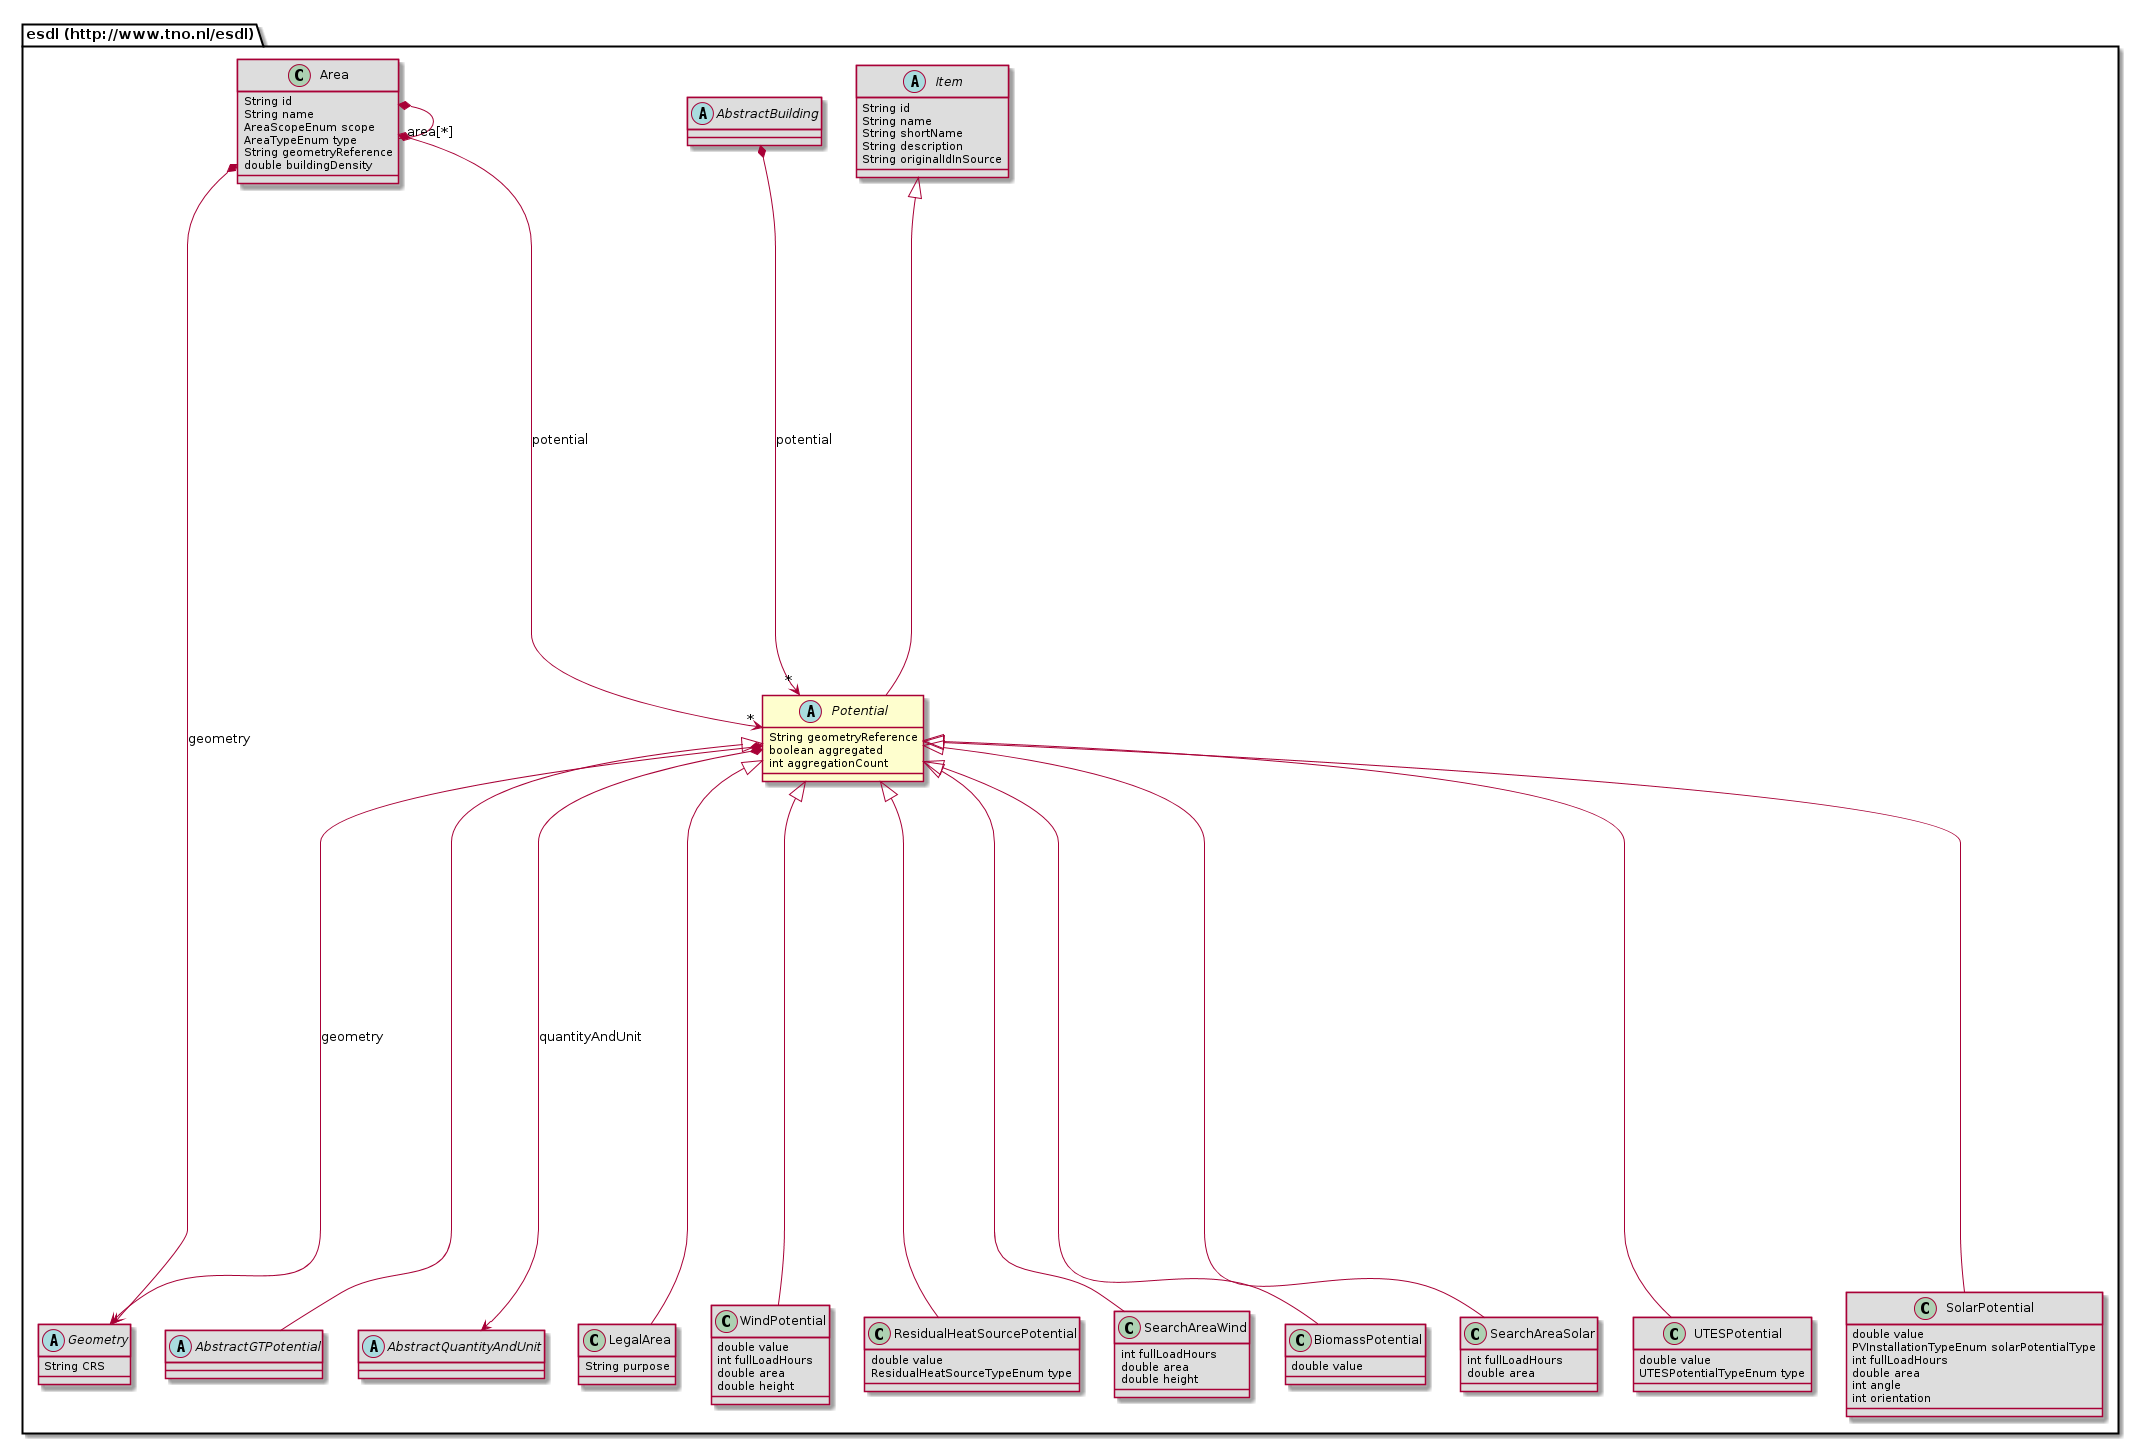 esdl (http://www.tno.nl/esdl)
C Area
String id
String name
AreaScopeEnum scope
AreaTypeEnum type
String geometryReference
double buildingDensity
area[*]
A AbstractBuilding
A Item
String id
String name
String shortName
String description
String originalIdInSource
potential
potential
geometry
*
*
A Potential
String geometryReference
boolean aggregated
int aggregationCount
geometry
quantityAndUnit
A Geometry
String CRS
A AbstractGTPotential
A AbstractQuantityAndUnit
C LegalArea
String purpose
C WindPotential
double value
int fullLoadHours
double area
double height
C ResidualHeatSourcePotential
double value
ResidualHeatSourceTypeEnum type
C SearchAreaWind
int fullLoadHours
double area
double height
C BiomassPotential
double value
C SearchAreaSolar
int fullLoadHours
double area
C UTESPotential
double value
UTESPotentialTypeEnum type
C SolarPotential
double value
PVInstallationTypeEnum solarPotentialType
int fullLoadHours
double area
int angle
int orientation